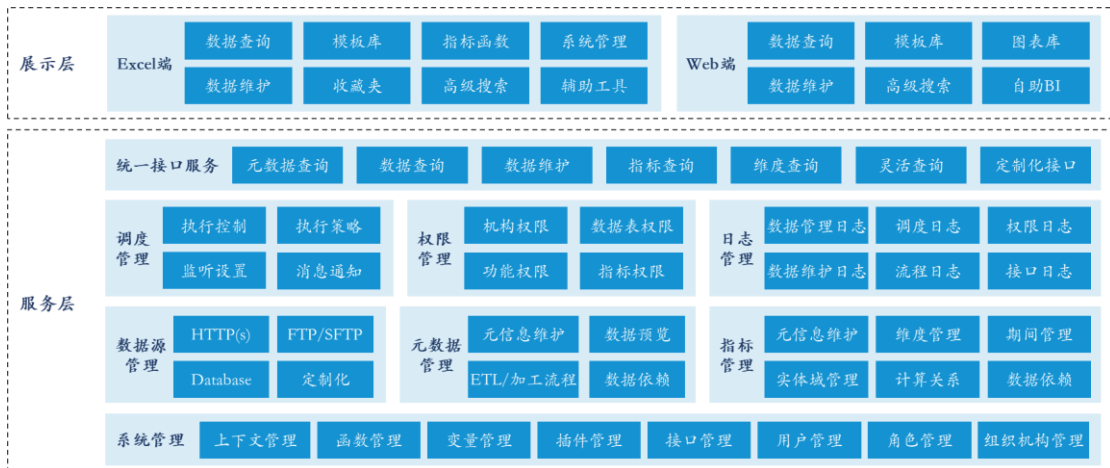 展示层
Excel端
数据查询 模板库 指标函数 系统管理
数据维护 收藏夹 高级搜索 辅助工具
Web端
数据查询 模板库 图表库
数据维护 高级搜索 自助BI
服务层
统一接口服务 元数据查询 数据查询 数据维护 指标查询 维度查询 灵活查询 定制化接口
调度
管理
执行控制 执行策略
监听设置 消息通知
权限
管理
机构权限 数据表权限
功能权限 指标权限
日志
管理
数据管理日志 调度日志 权限日志
数据维护日志 流程日志 接口日志
数据源
管理
HTTP(s) FTP/SFTP
Database 定制化
元数据
管理
元信息维护 数据预览
ETL/加工流程 数据依赖
指标
管理
元信息维护 维度管理 期间管理
实体域管理 计算关系 数据依赖
系统管理 上下文管理 函数管理 变量管理 插件管理 接口管理 用户管理 角色管理 组织机构管理